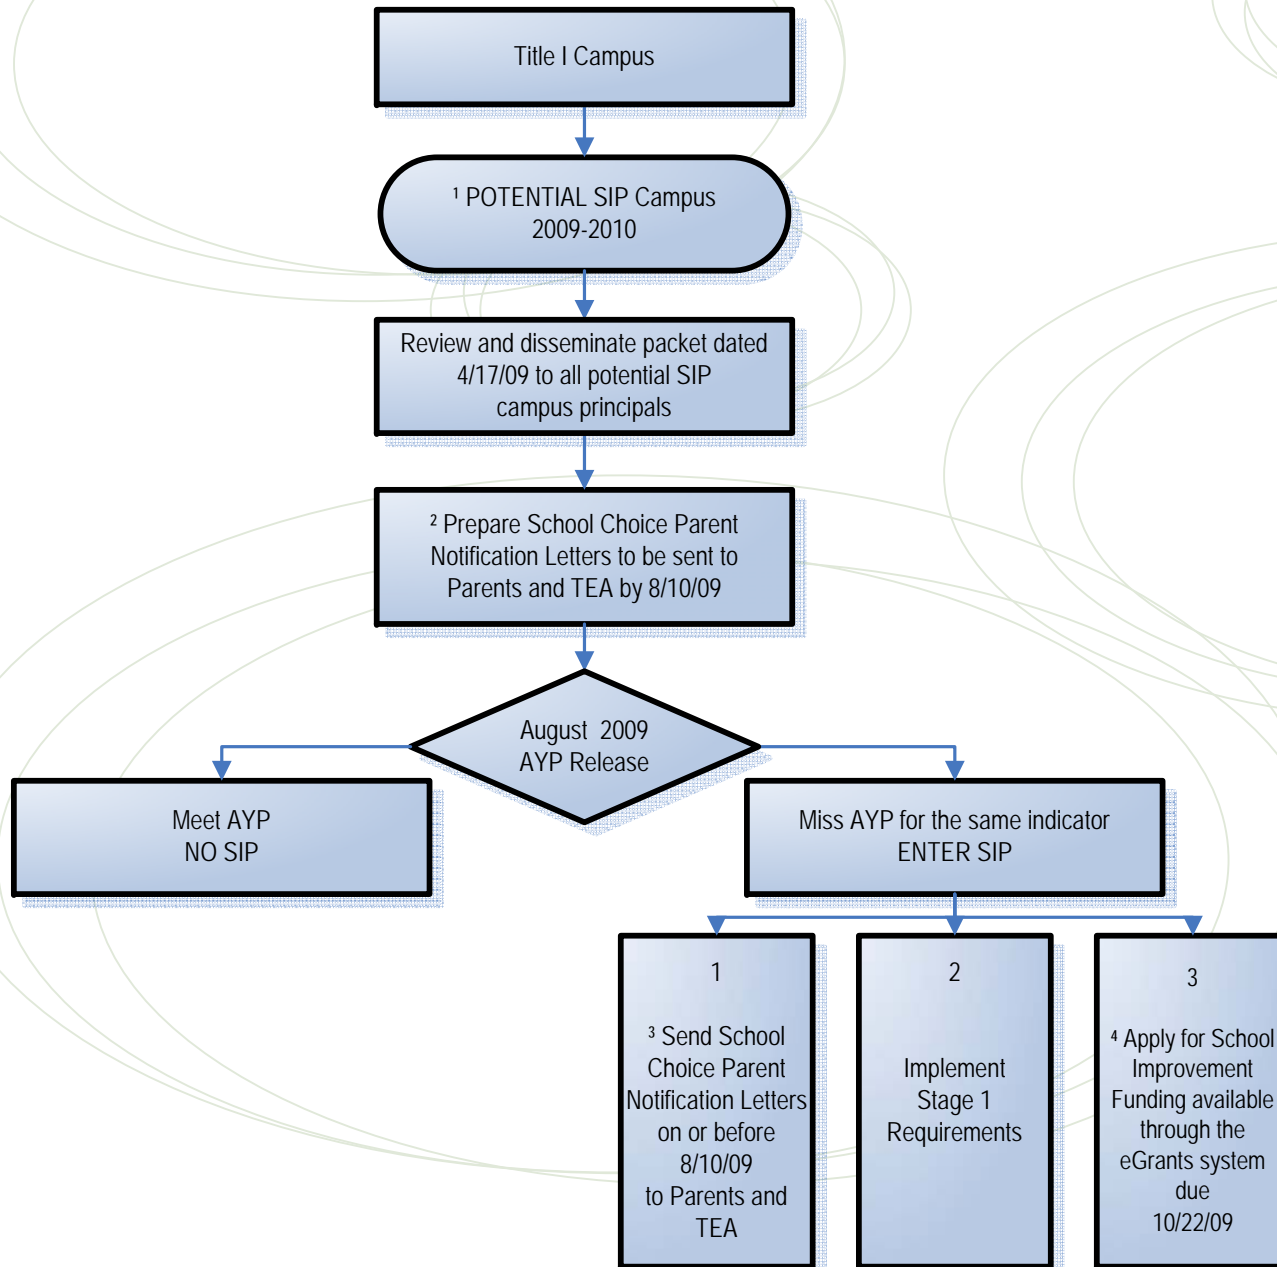 Title I Campus
¹ POTENTIAL SIP Campus
2009-2010
Review and disseminate packet dated
4/17/09 to all potential SIP
campus principals
² Prepare School Choice Parent
Notification Letters to be sent to
Parents and TEA by 8/10/09
August 2009
AYP Release
Meet AYP
NO SIP
Miss AYP for the same indicator
ENTER SIP
1
³ Send School
Choice Parent
Notification Letters
on or before
8/10/09
to Parents and
TEA
2
Implement
Stage 1
Requirements
3
⁴ Apply for School
Improvement
Funding available
through the
eGrants system
due
10/22/09